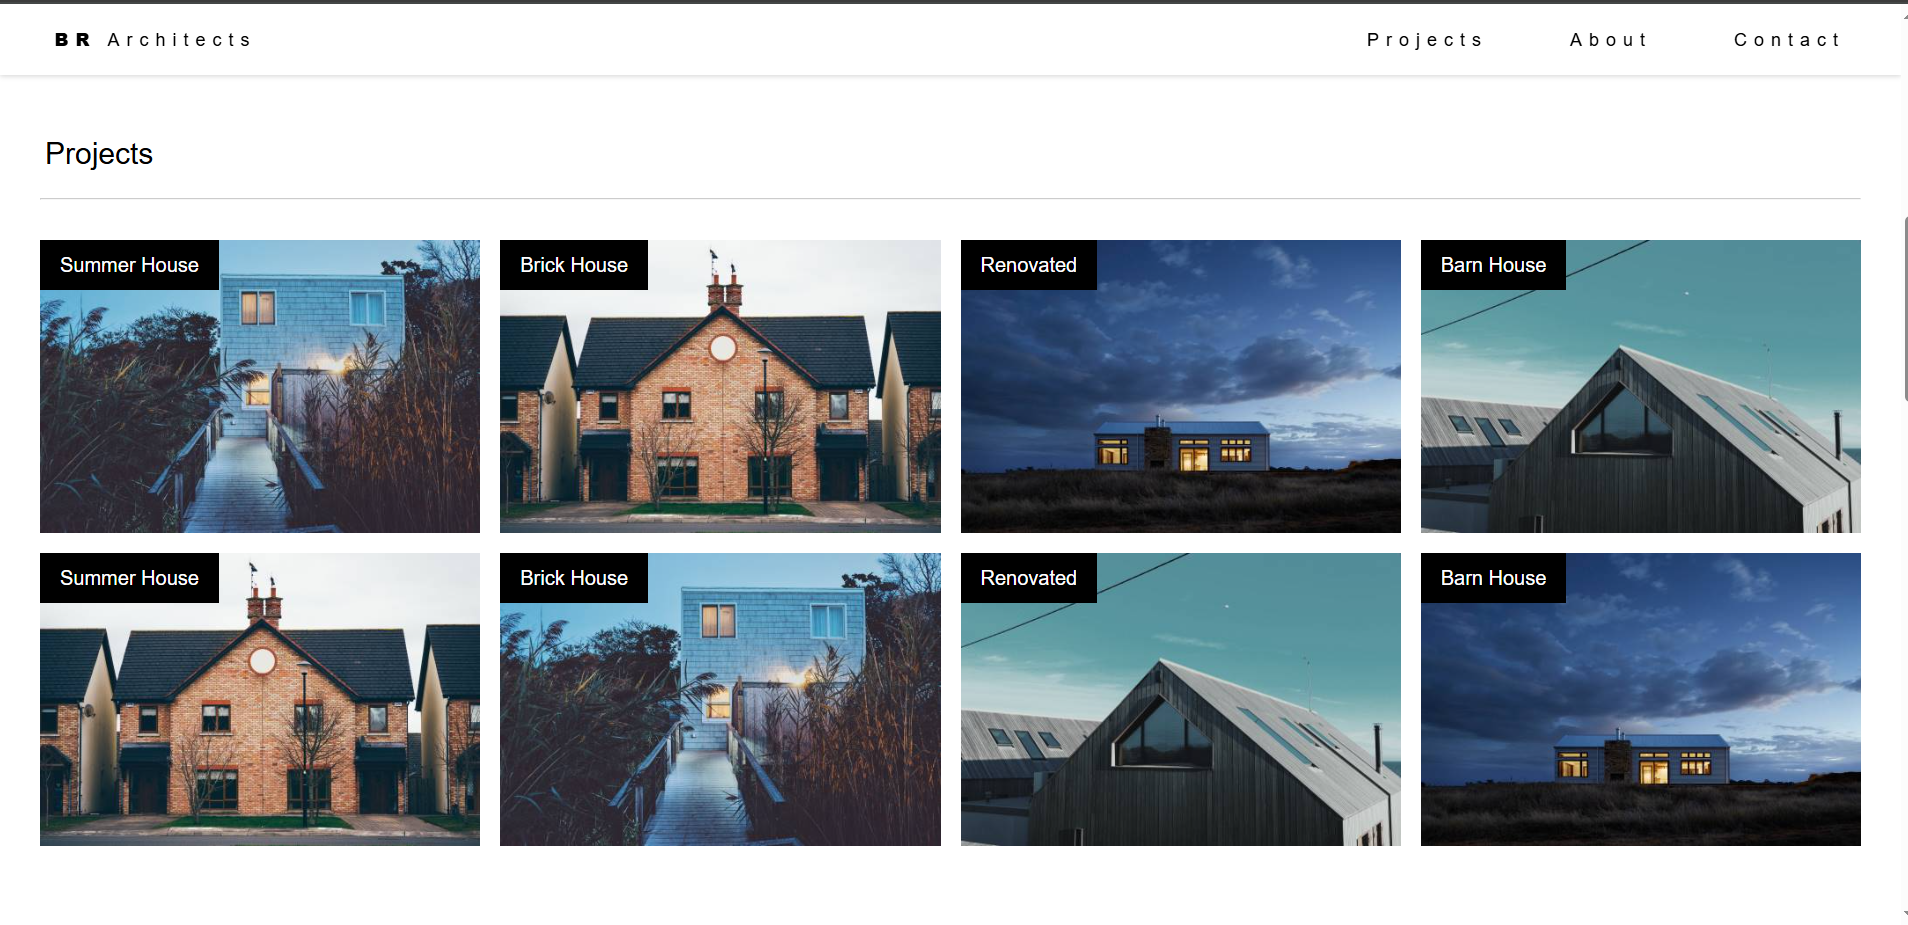 BR Architects
Projects About Contact
Projects
Summer House
Brick House
Renovated
Barn House
Summer House
Brick House
Renovated
Barn House